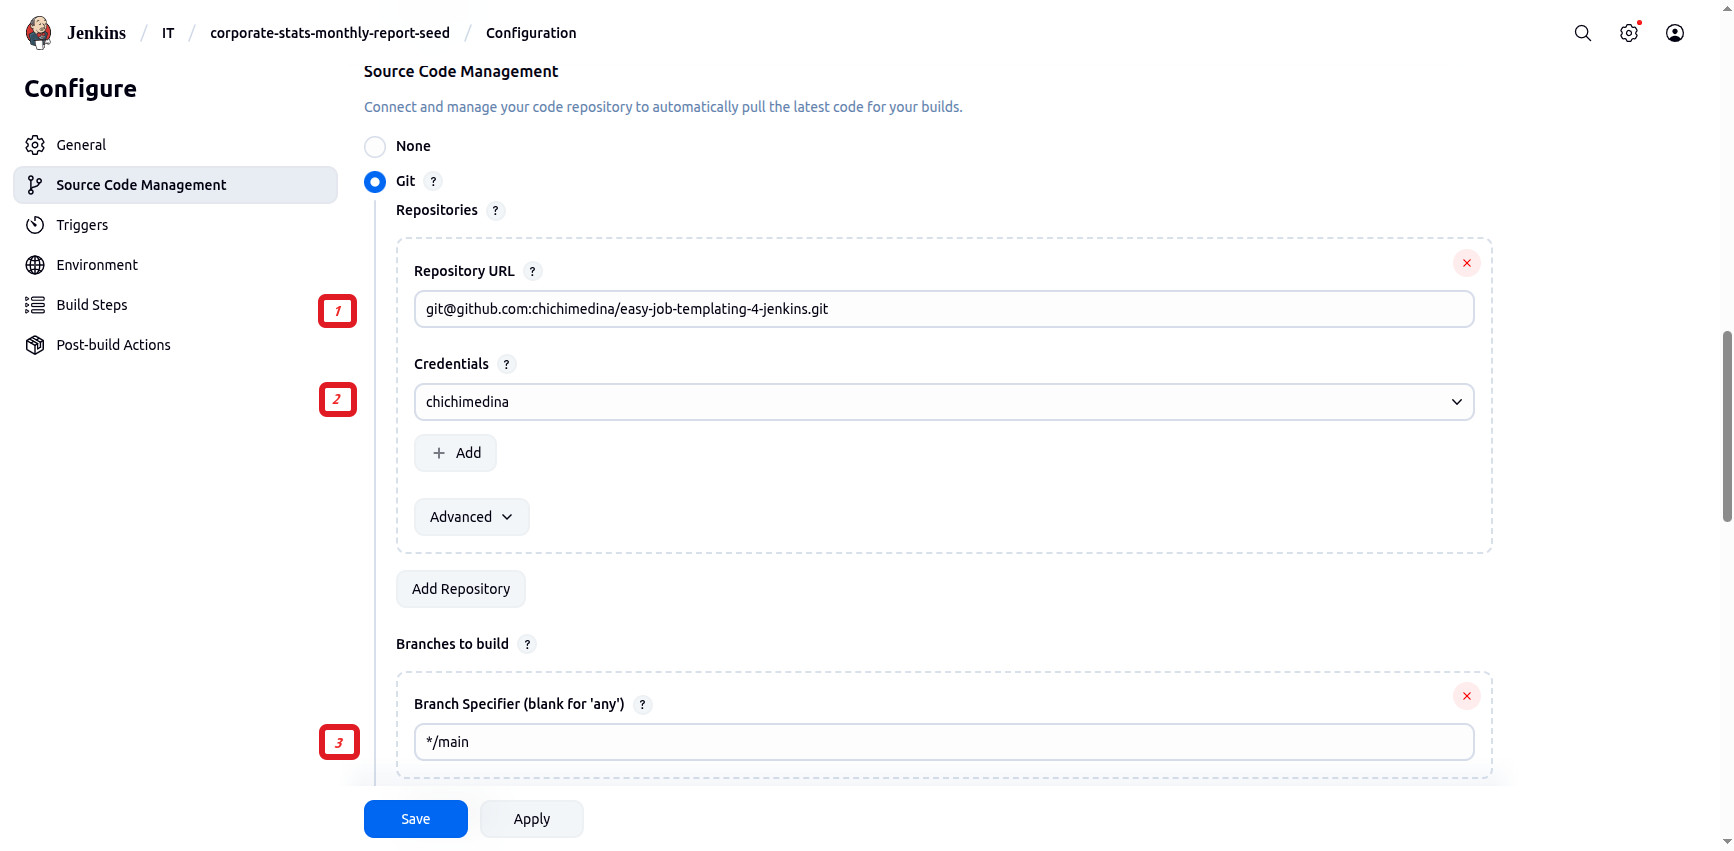 Jenkins / IT / corporate-stats-monthly-report-seed / Configuration
Configure
General
Source Code Management
Triggers
Environment
Build Steps
Post-build Actions
Source Code Management
Connect and manage your code repository to automatically pull the latest code for your builds.
None
Git ?
Repositories ?
Repository URL ?
1
git@github.com:chichimedina/easy-job-templating-4-jenkins.git
Credentials ?
2
chichimedina
+ Add
Advanced
Add Repository
Branches to build ?
Branch Specifier (blank for 'any') ?
3
*/main
Save
Apply